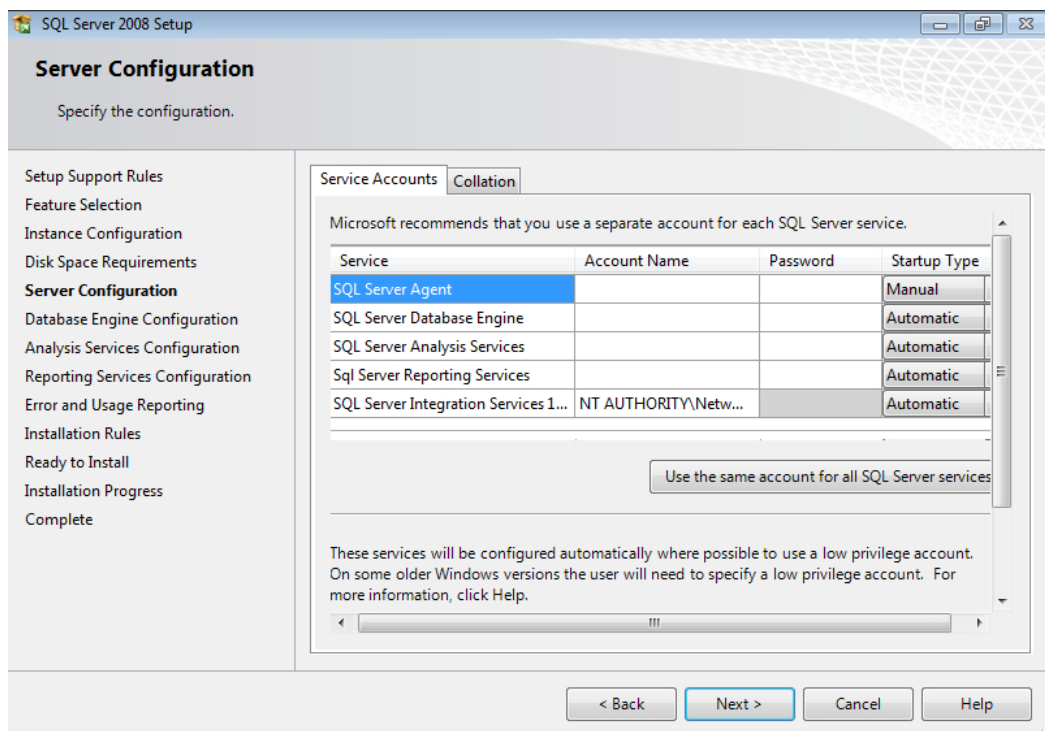 SQL Server 2008 Setup
Server Configuration
Specify the configuration.
Setup Support Rules
Feature Selection
Instance Configuration
Disk Space Requirements
Server Configuration
Database Engine Configuration
Analysis Services Configuration
Reporting Services Configuration
Error and Usage Reporting
Installation Rules
Ready to Install
Installation Progress
Complete
Service Accounts Collation
Microsoft recommends that you use a separate account for each SQL Server service.
Service Account Name Password Startup Type
SQL Server Agent Manual
SQL Server Database Engine Automatic
SQL Server Analysis Services Automatic
Sql Server Reporting Services Automatic
SQL Server Integration Services 1... NT AUTHORITY\Netw... Automatic
Use the same account for all SQL Server services
These services will be configured automatically where possible to use a low privilege account.
On some older Windows versions the user will need to specify a low privilege account. For
more information, click Help.
< Back Next > Cancel Help